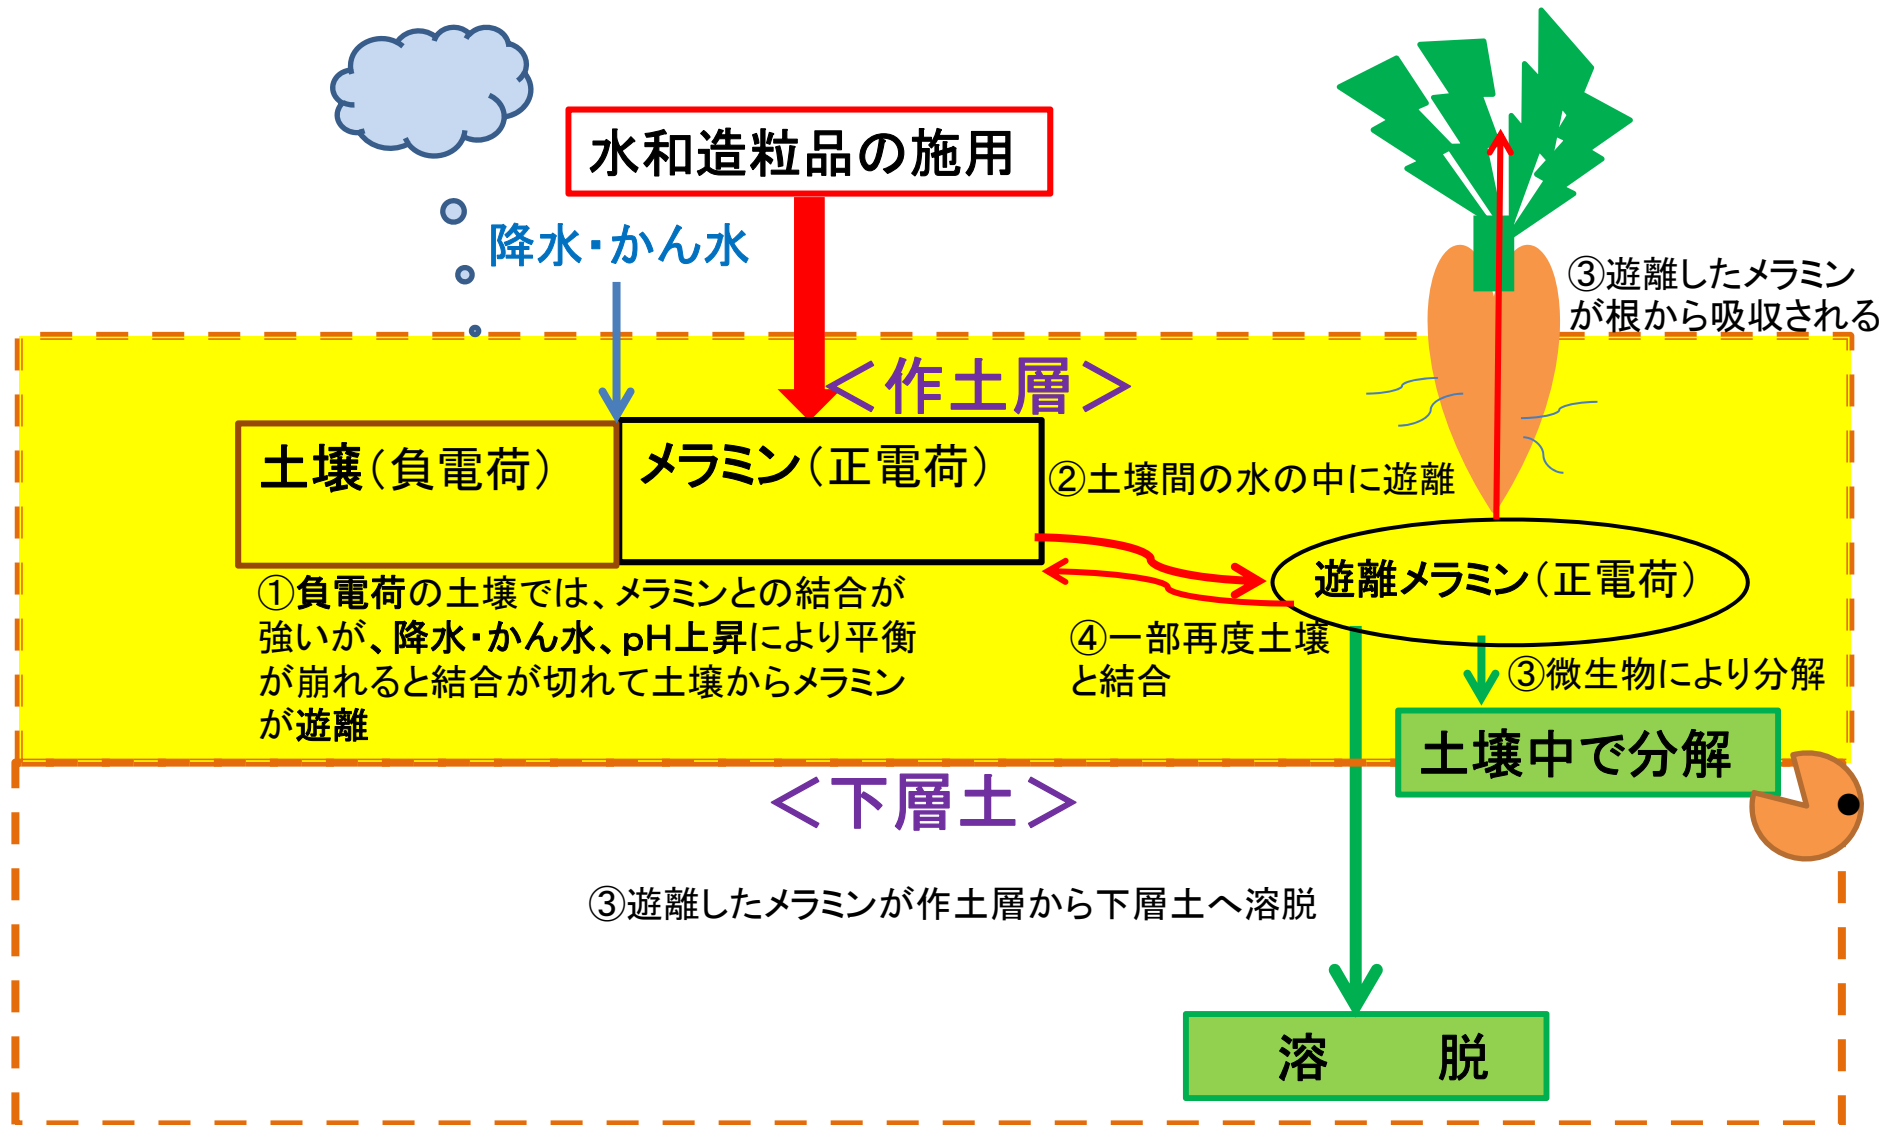 水和造粒品の施用
降水・かん水
③遊離したメラミン
が根から吸収される
＜作土層＞
土壌（負電荷）
メラミン（正電荷）
②土壌間の水の中に遊離
遊離メラミン（正電荷）
①負電荷の土壌では、メラミンとの結合が
強いが、降水・かん水、ｐＨ上昇により平衡
が崩れると結合が切れて土壌からメラミン
が遊離
④一部再度土壌
と結合
③微生物により分解
土壌中で分解
＜下層土＞
③遊離したメラミンが作土層から下層土へ溶脱
溶　　脱